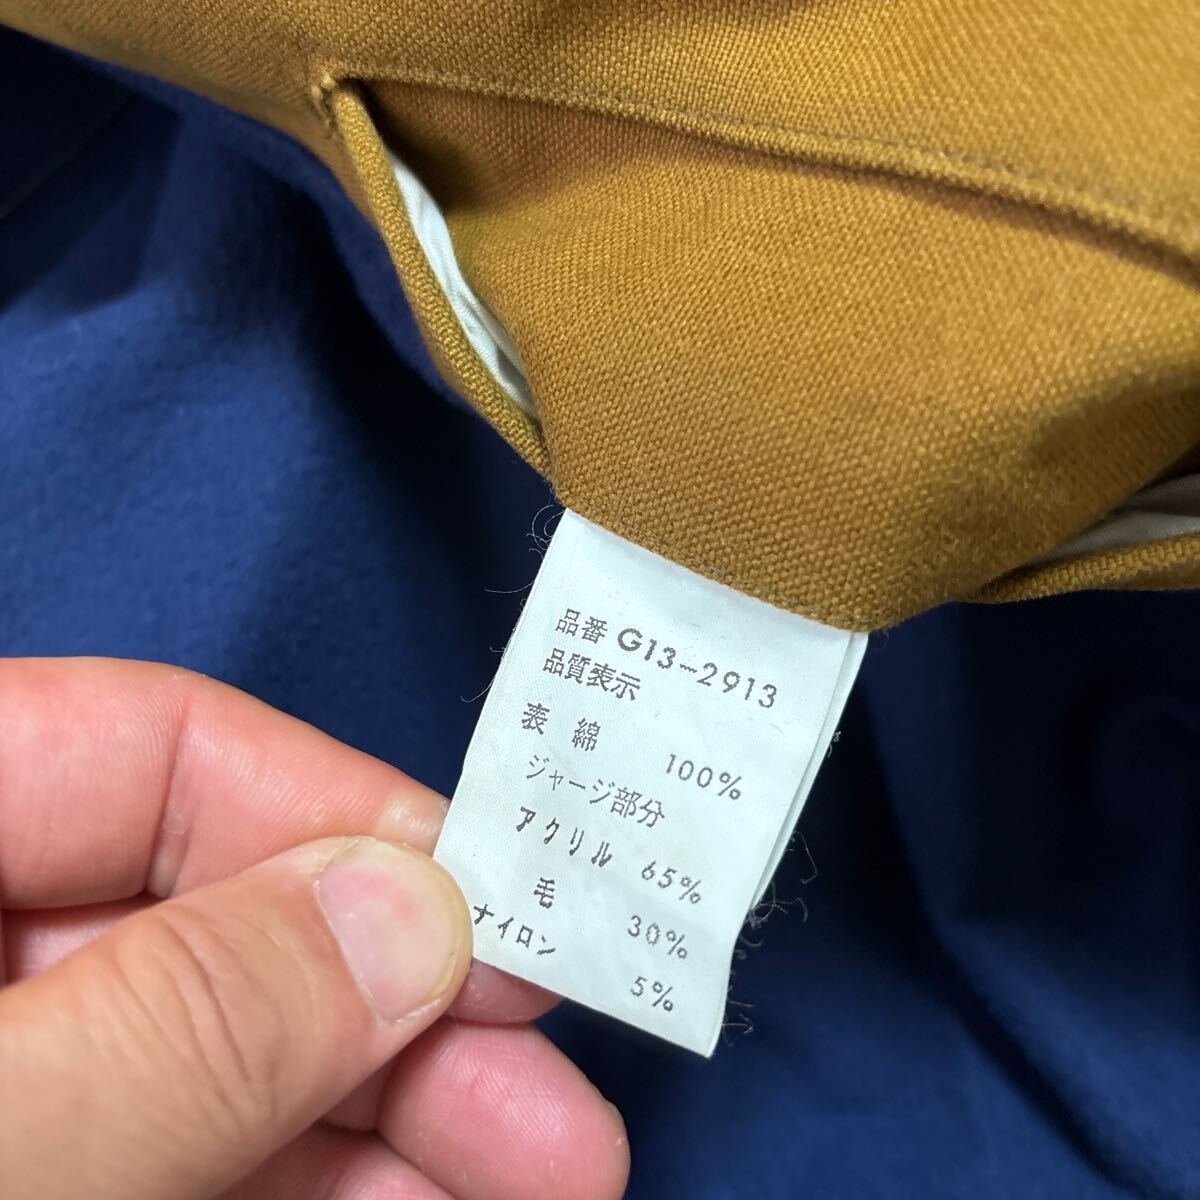 品番 G13-2913
品質表示
表 綿 100%
ジャージ部分
アクリル 65%
毛 30%
ナイロン 5%